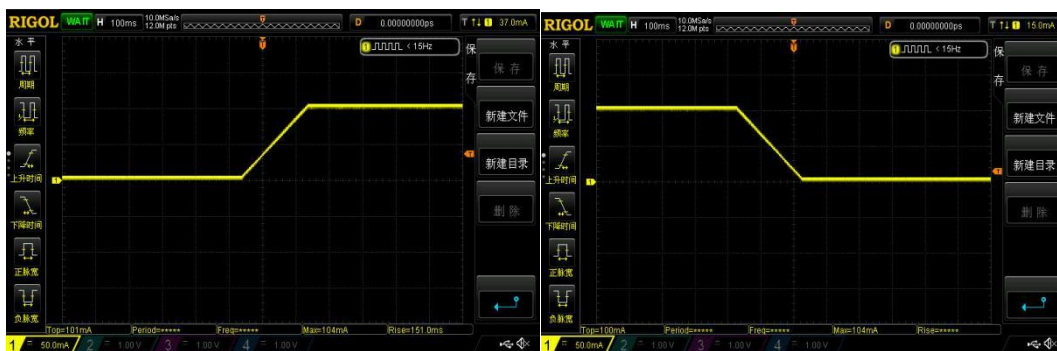 RIGOL WAIT H 100ms 10.0MSa/s 12.0M pts D 0.00000000ps T 1 37.0mA
水平
1 < 15Hz
保存
周期
保存
频率
新建文件
上升时间
新建目录
下降时间
删除
正脉宽
负脉宽
Top=101mA Period=***** Freq=***** Max=104mA Rise=151.0ms
1 = 50.0mA 2 = 1.00V 3 = 1.00V 4 = 1.00V
RIGOL WAIT H 100ms 10.0MSa/s 12.0M pts D 0.00000000ps T 1 15.0mA
水平
1 < 15Hz
保存
周期
保存
频率
新建文件
上升时间
新建目录
下降时间
删除
正脉宽
负脉宽
Top=100mA Period=***** Freq=***** Max=104mA Rise=*****
1 = 50.0mA 2 = 1.00V 3 = 1.00V 4 = 1.00V